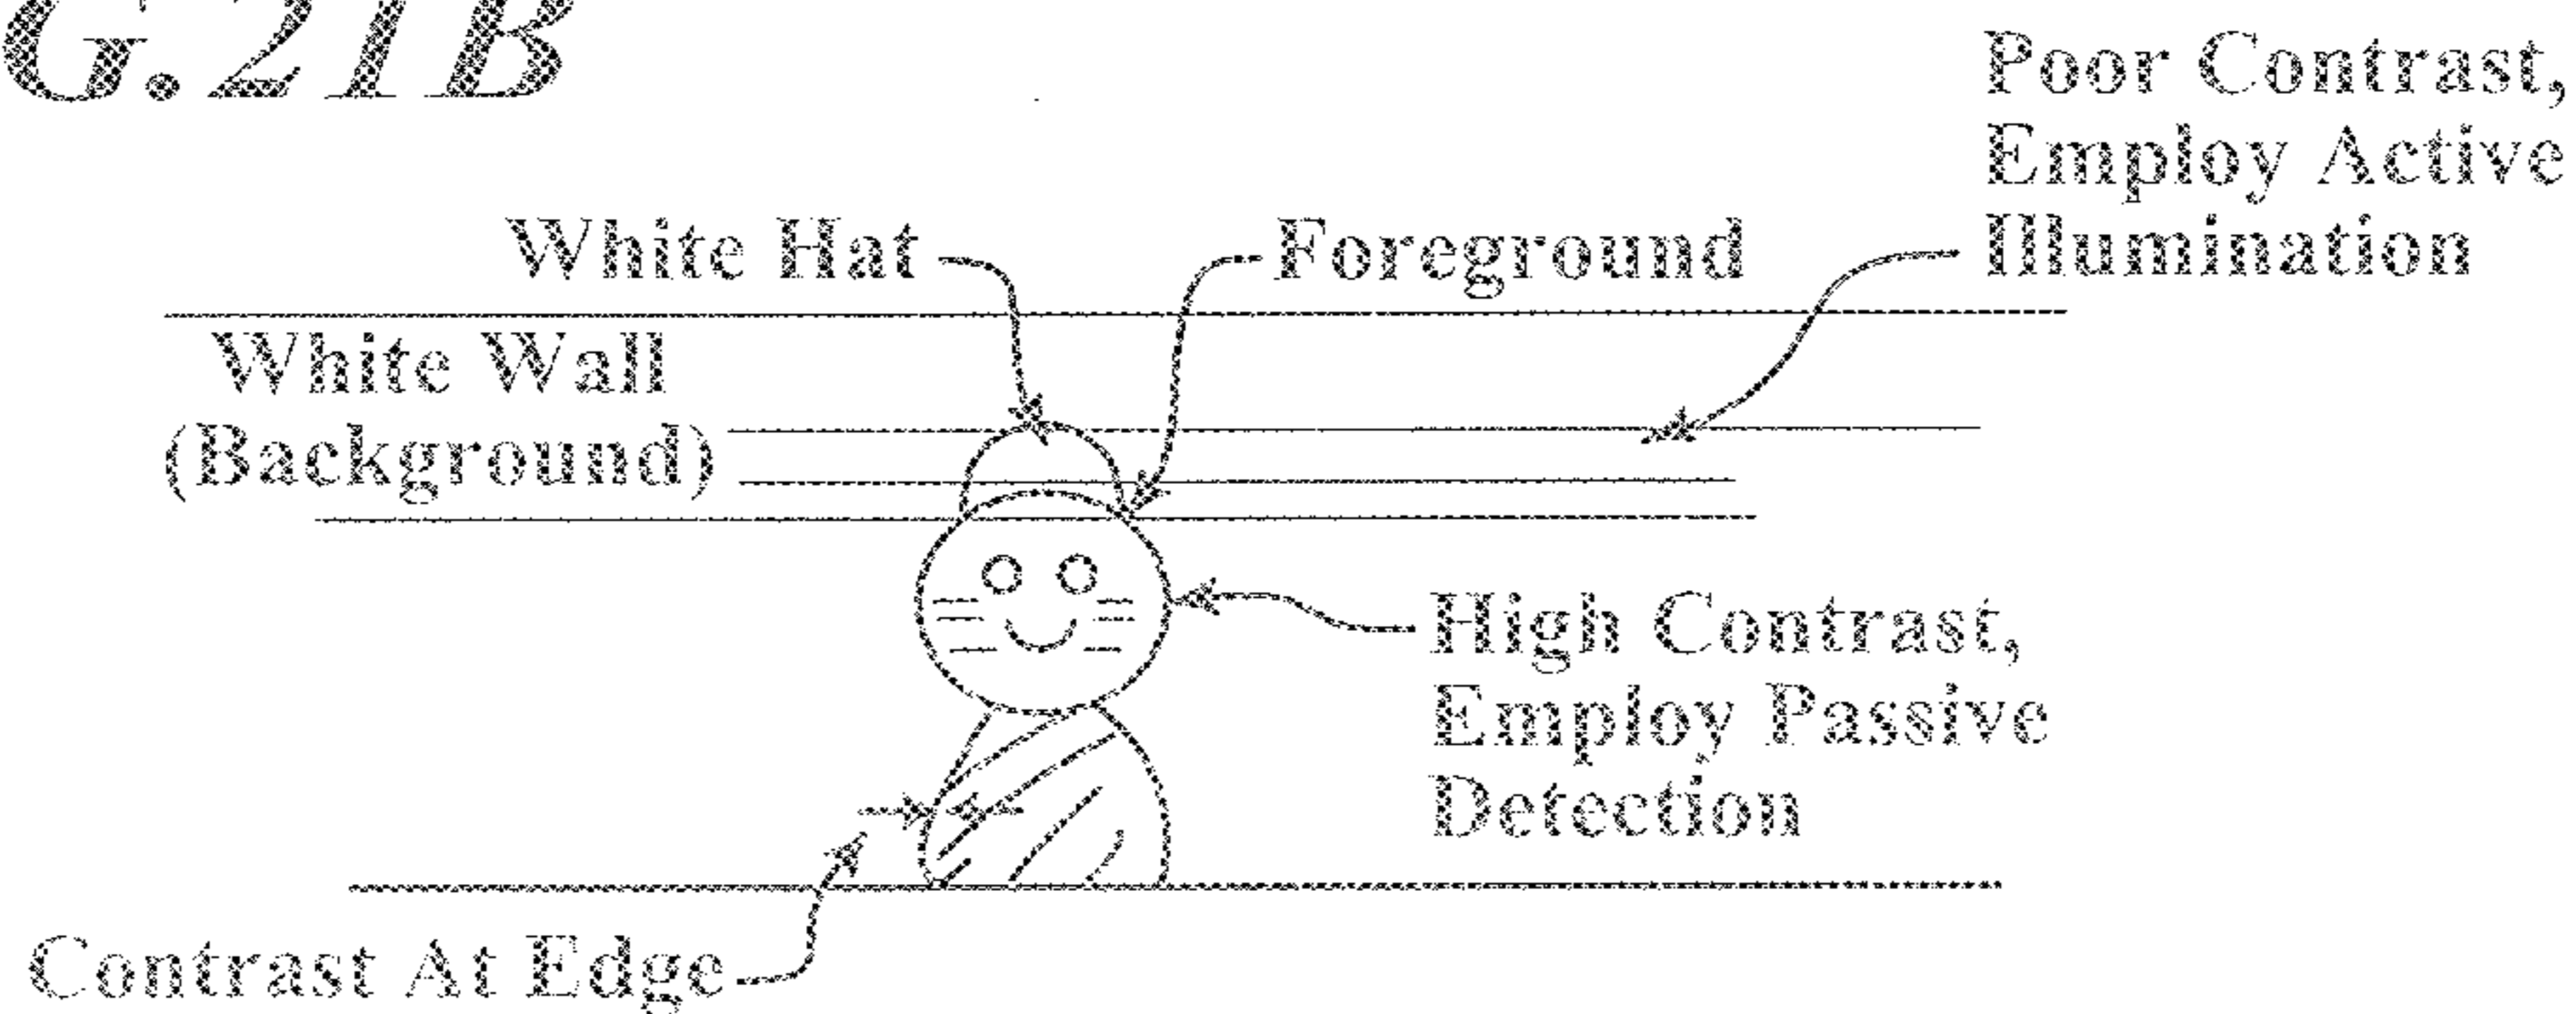 G.21B
Poor Contrast,
Employ Active
Illumination
White Hat
Foreground
White Wall
(Background)
High Contrast,
Employ Passive
Detection
Contrast At Edge